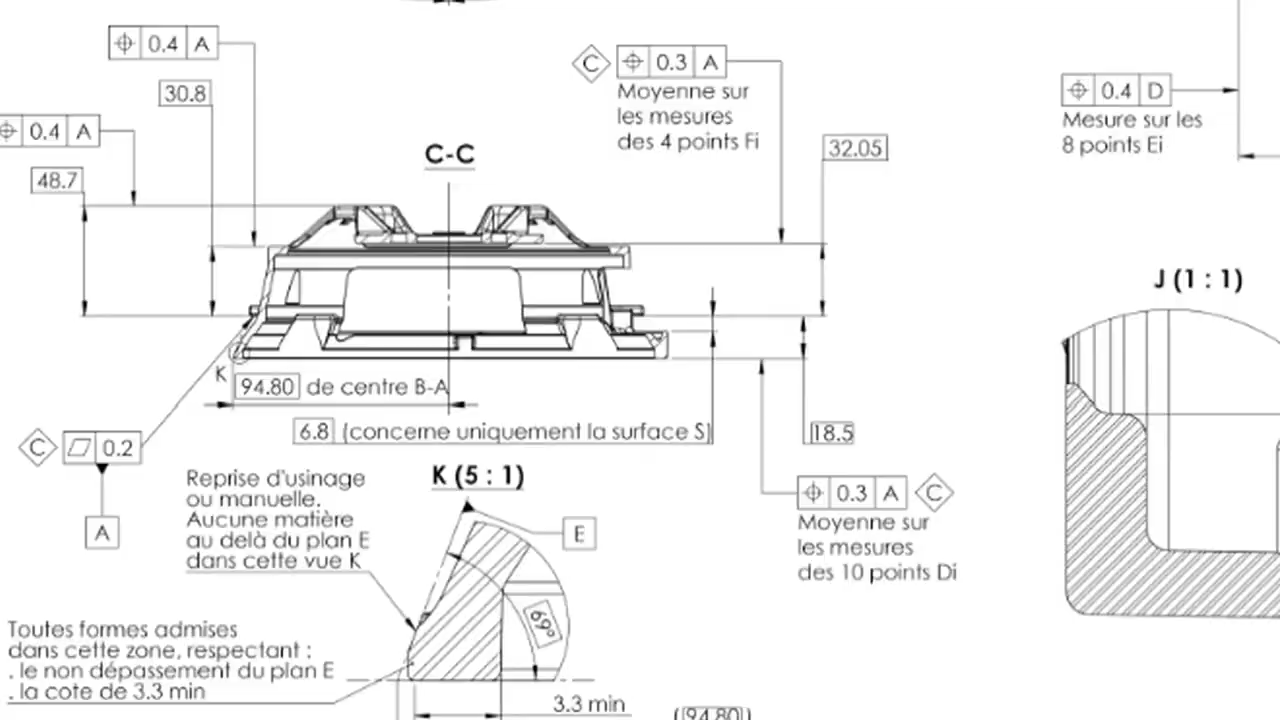 ⌖ 0.4 A
30.8
⌖ 0.4 A
48.7
C-C
C ⌖ 0.3 A
Moyenne sur
les mesures
des 4 points Fi
32.05
⌖ 0.4 D
Mesure sur les
8 points Ei
J (1 : 1)
K
94.80 de centre B-A
6.8 (concerne uniquement la surface S)
18.5
C ⏥ 0.2
A
⌖ 0.3 A C
Moyenne sur
les mesures
des 10 points Di
Reprise d'usinage
ou manuelle.
Aucune matière
au delà du plan E
dans cette vue K
K (5 : 1)
E
69°
Toutes formes admises
dans cette zone, respectant :
. le non dépassement du plan E
. la cote de 3.3 min
3.3 min
(94.80)